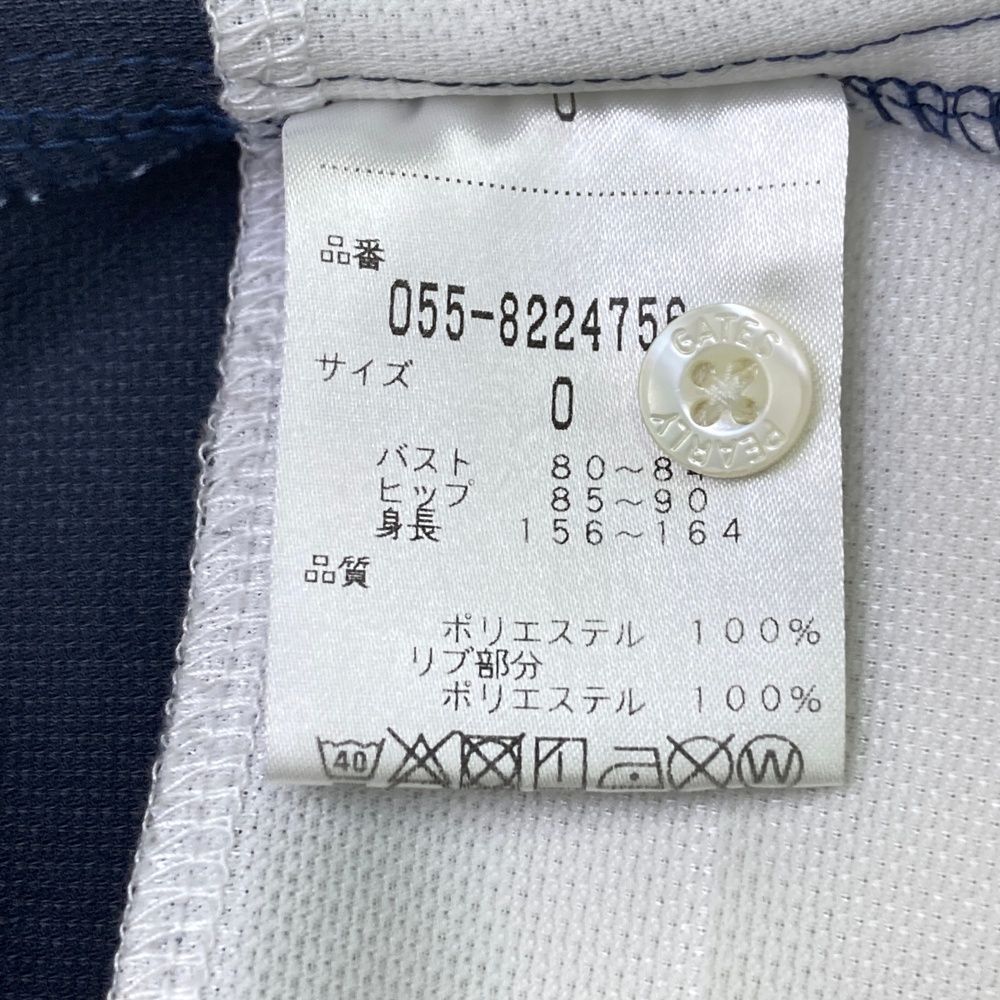 品番
055-822475
サイズ
0
バスト 80～84
ヒップ 85～90
身長 156～164
品質
ポリエステル 100%
リブ部分
ポリエステル 100%
40
W
GATES
PEARLY